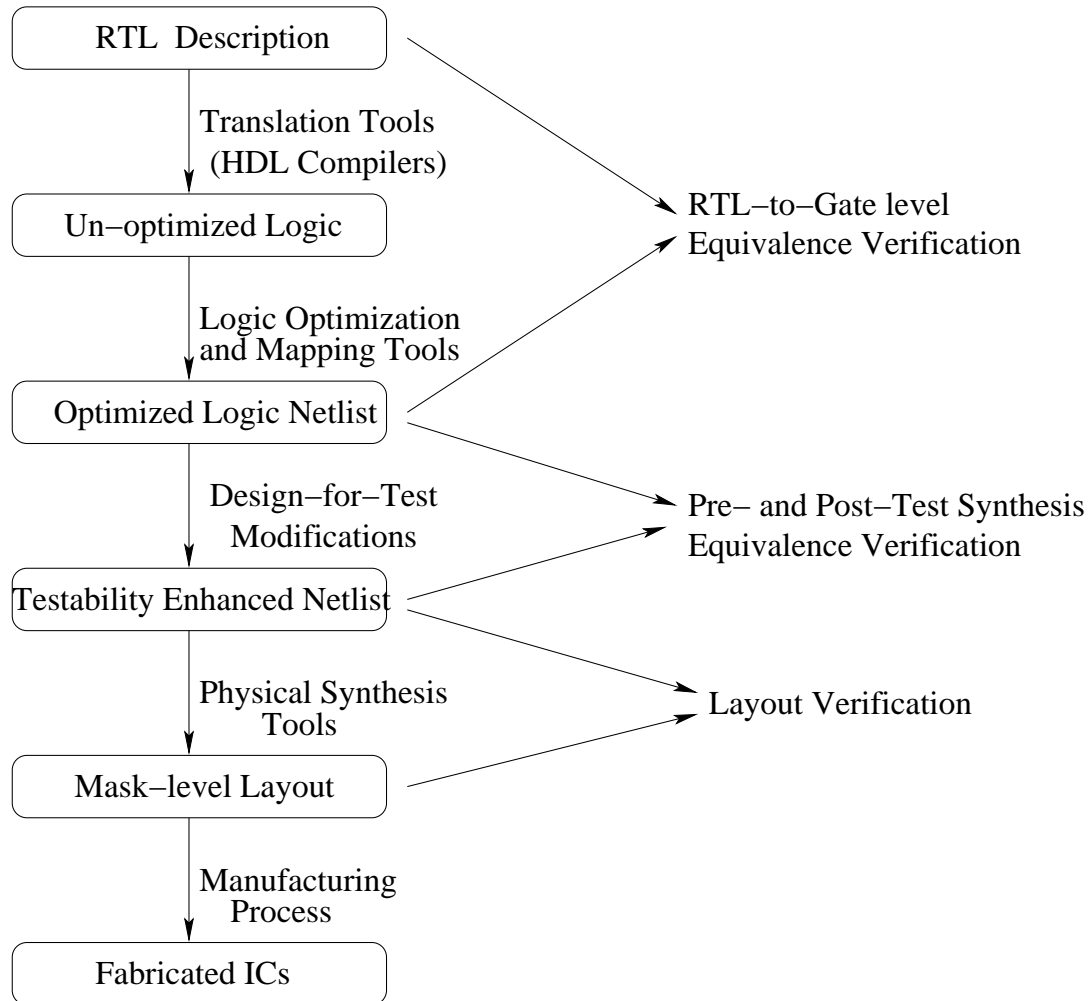 RTL Description
Translation Tools
(HDL Compilers)
Un−optimized Logic
RTL−to−Gate level
Equivalence Verification
Logic Optimization
and Mapping Tools
Optimized Logic Netlist
Design−for−Test
Modifications
Pre− and Post−Test Synthesis
Equivalence Verification
Testability Enhanced Netlist
Physical Synthesis
Tools
Layout Verification
Mask−level Layout
Manufacturing
Process
Fabricated ICs